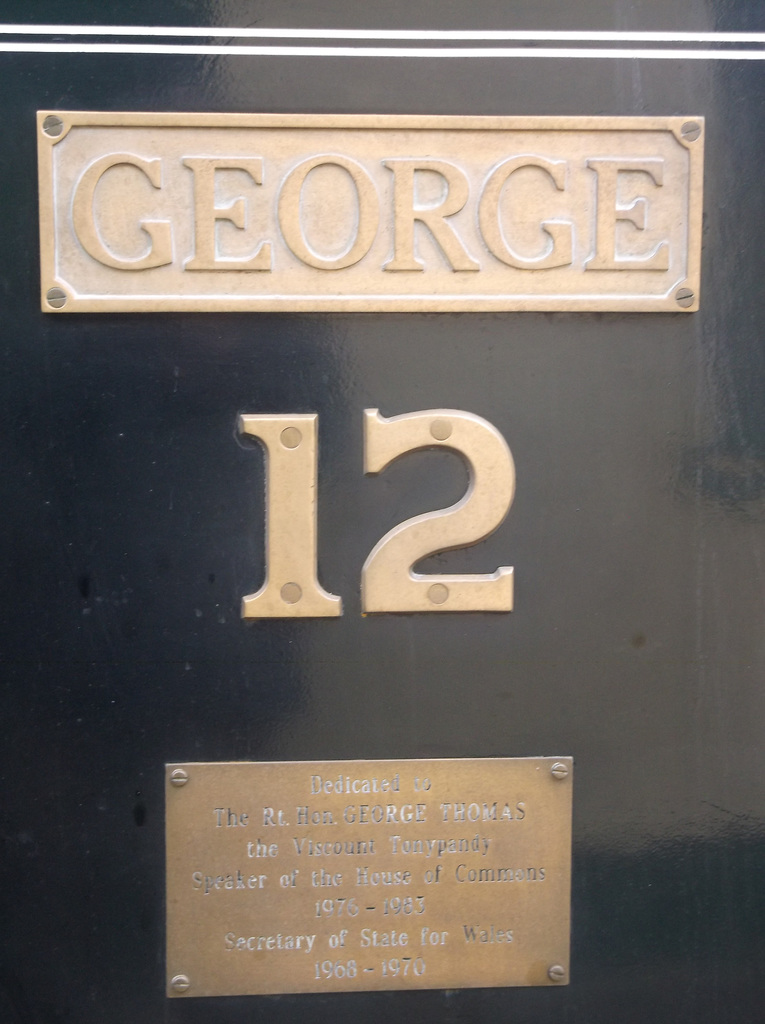 GEORGE
12
Dedicated to
The Rt. Hon. GEORGE THOMAS
the Viscount Tonypandy
Speaker of the House of Commons
1976 - 1983
Secretary of State for Wales
1968 - 1970